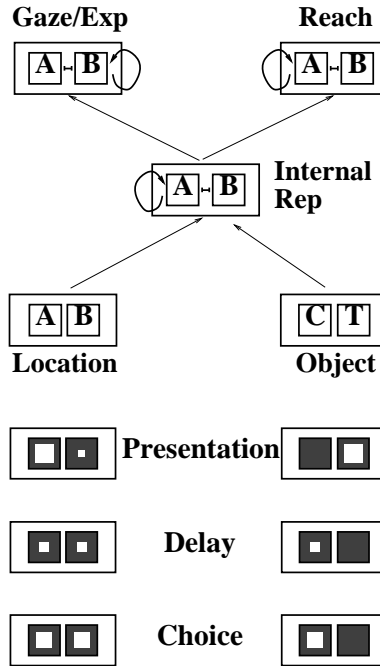 Gaze/Exp Reach
A B A B
A B Internal
Rep
A B C T
Location Object
Presentation
Delay
Choice